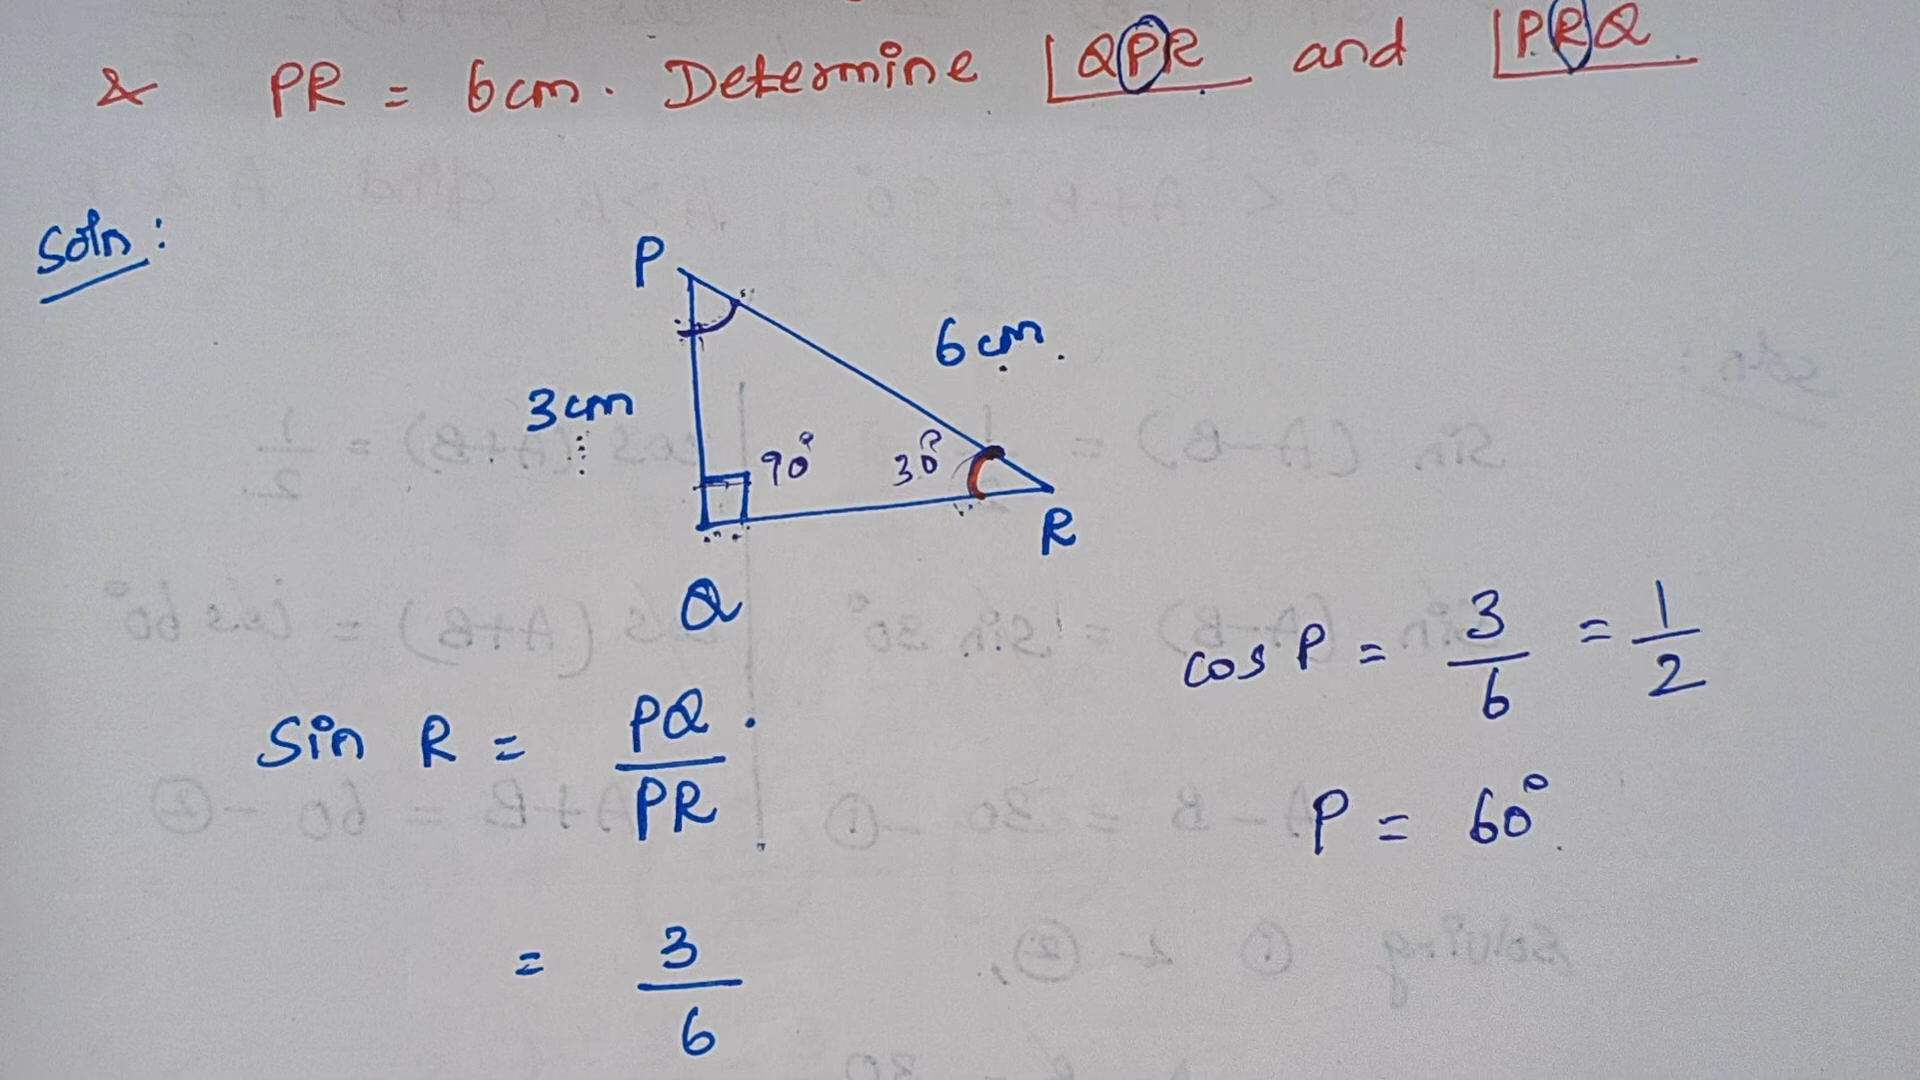 & PR = 6cm. Determine ∠QPR and ∠PRQ.
Soln:
P
6cm.
3cm
90° 30°
R
Q
cos P = 3/6 = 1/2
Sin R = PQ/PR
P = 60°.
= 3/6